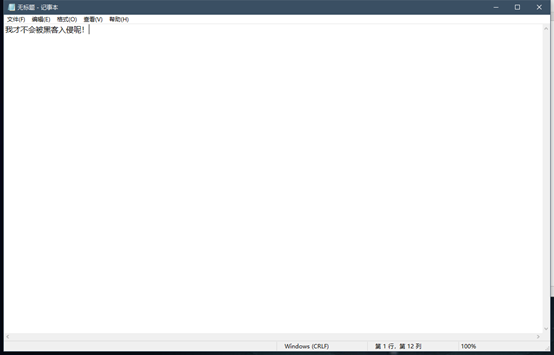 无标题 - 记事本
文件(F) 编辑(E) 格式(O) 查看(V) 帮助(H)
我才不会被黑客入侵呢！
Windows (CRLF) 第 1 行，第 12 列 100%